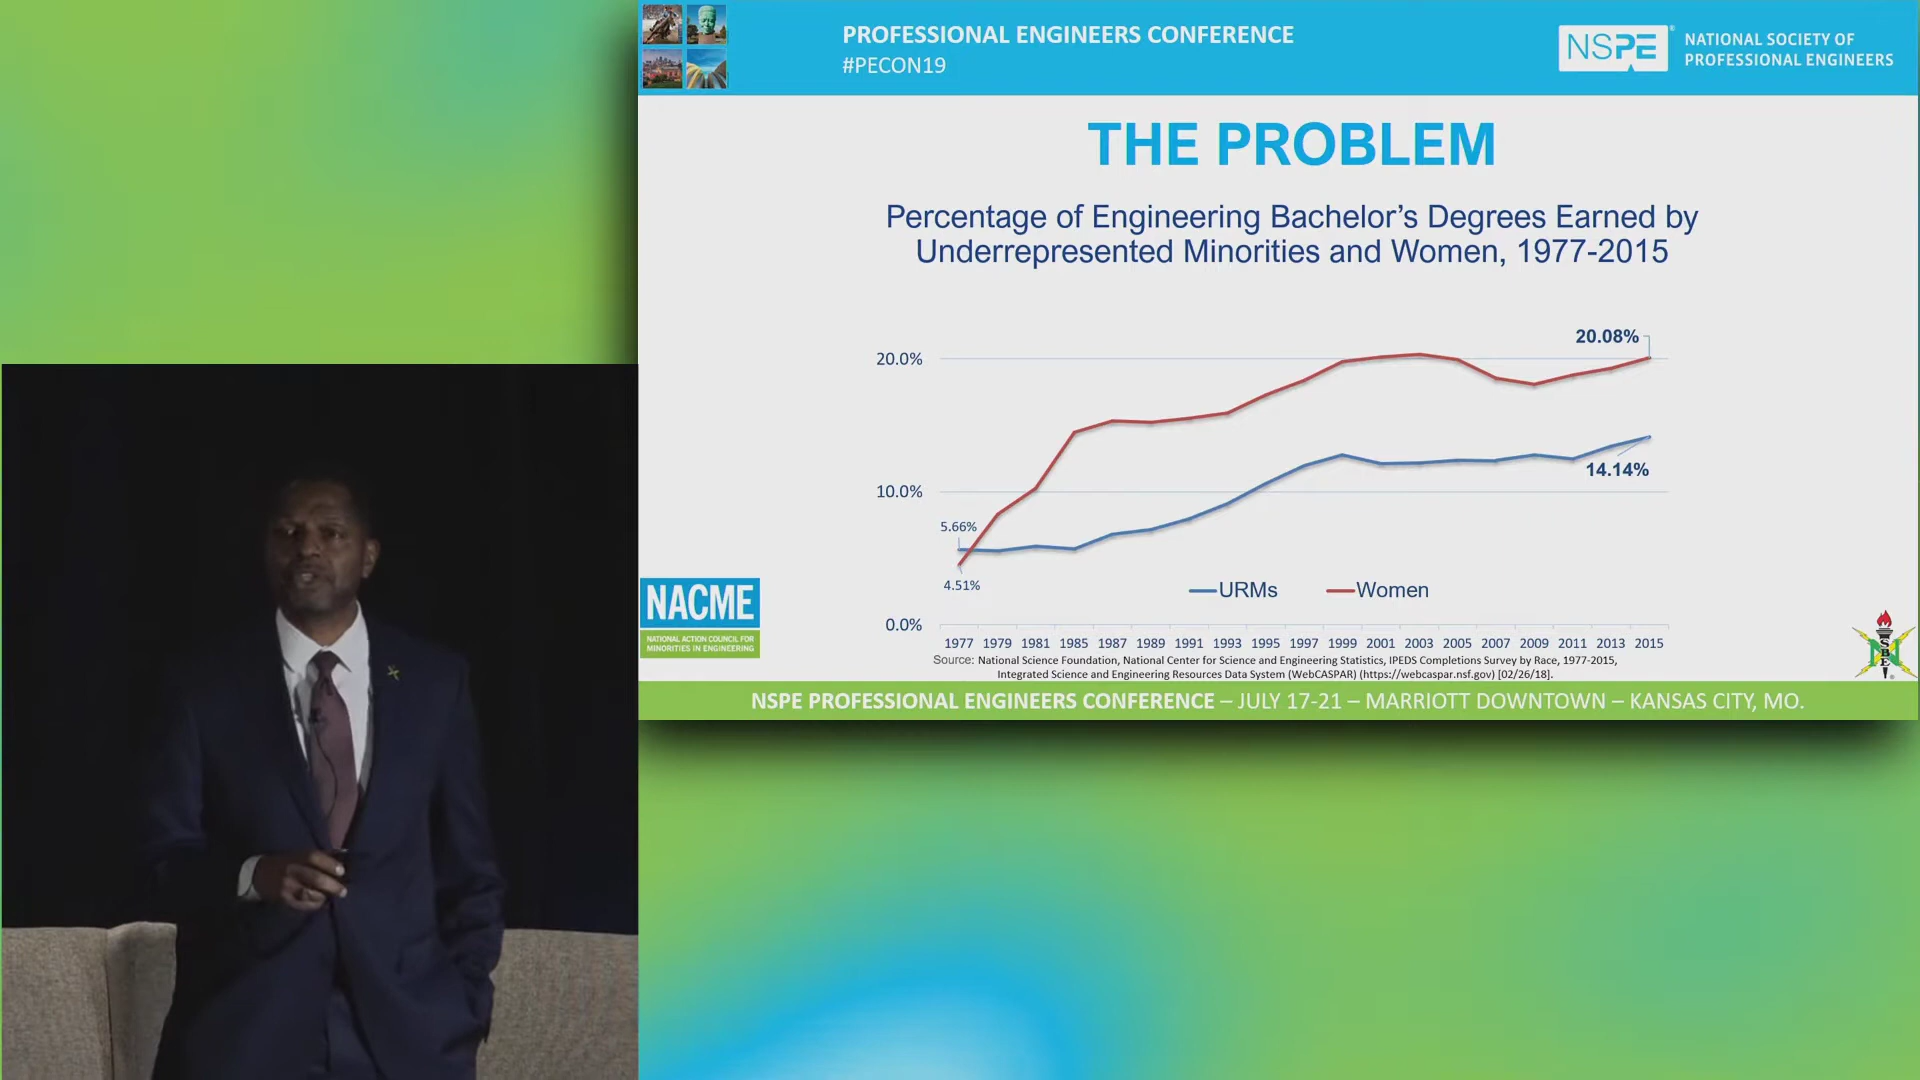 PROFESSIONAL ENGINEERS CONFERENCE
#PECON19
NSPE
®
NATIONAL SOCIETY OF
PROFESSIONAL ENGINEERS
THE PROBLEM
Percentage of Engineering Bachelor's Degrees Earned by
Underrepresented Minorities and Women, 1977-2015
20.08%
20.0%
14.14%
10.0%
5.66%
4.51%
URMs Women
0.0%
1977 1979 1981 1985 1987 1989 1991 1993 1995 1997 1999 2001 2003 2005 2007 2009 2011 2013 2015
Source: National Science Foundation, National Center for Science and Engineering Statistics, IPEDS Completions Survey by Race, 1977-2015,
Integrated Science and Engineering Resources Data System (WebCASPAR) (https://webcaspar.nsf.gov) [02/26/18].
NACME
NATIONAL ACTION COUNCIL FOR
MINORITIES IN ENGINEERING
NSBE
NSPE PROFESSIONAL ENGINEERS CONFERENCE – JULY 17-21 – MARRIOTT DOWNTOWN – KANSAS CITY, MO.